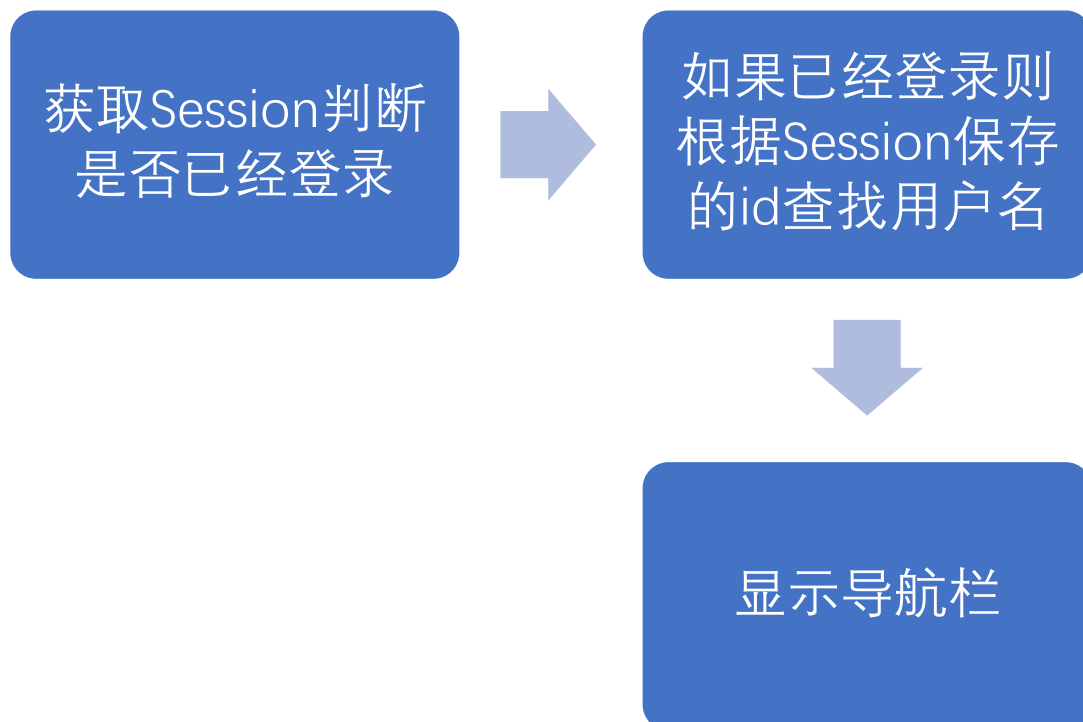 获取Session判断
是否已经登录
如果已经登录则
根据Session保存
的id查找用户名
显示导航栏